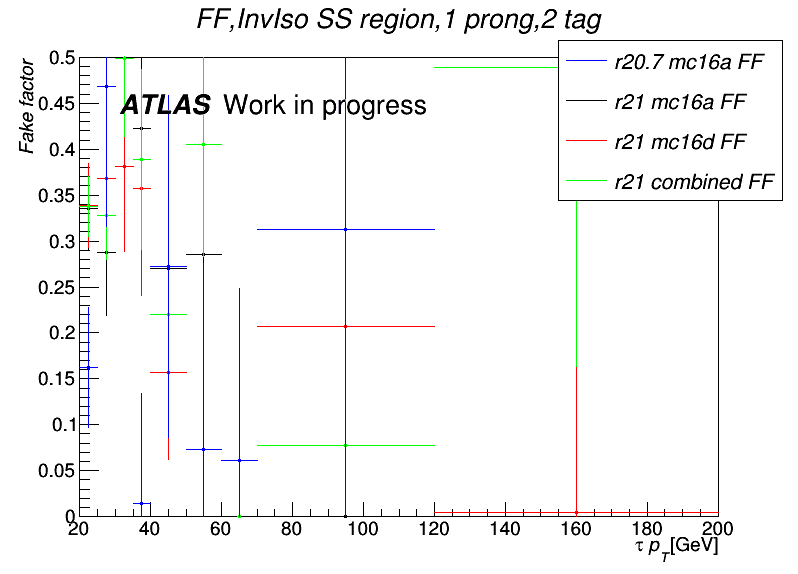 FF,InvIso SS region,1 prong,2 tag
Fake factor
0.5
0.45
0.4
0.35
0.3
0.25
0.2
0.15
0.1
0.05
0
ATLAS Work in progress
r20.7 mc16a FF
r21 mc16a FF
r21 mc16d FF
r21 combined FF
20 40 60 80 100 120 140 160 180 200
τ p_T[GeV]